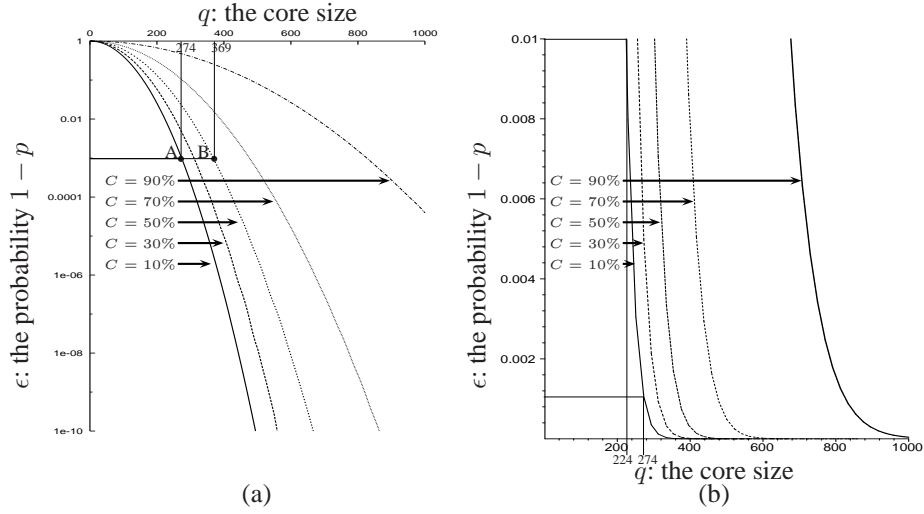 q: the core size
0 200 400 600 800 1000
274 369
1
0.01
0.0001
1e-06
1e-08
1e-10
A B
C = 90%
C = 70%
C = 50%
C = 30%
C = 10%
ϵ: the probability 1 − p
(a)
0.01
0.008
0.006
0.004
0.002
C = 90%
C = 70%
C = 50%
C = 30%
C = 10%
ϵ: the probability 1 − p
200 400 600 800 1000
224 274
q: the core size
(b)